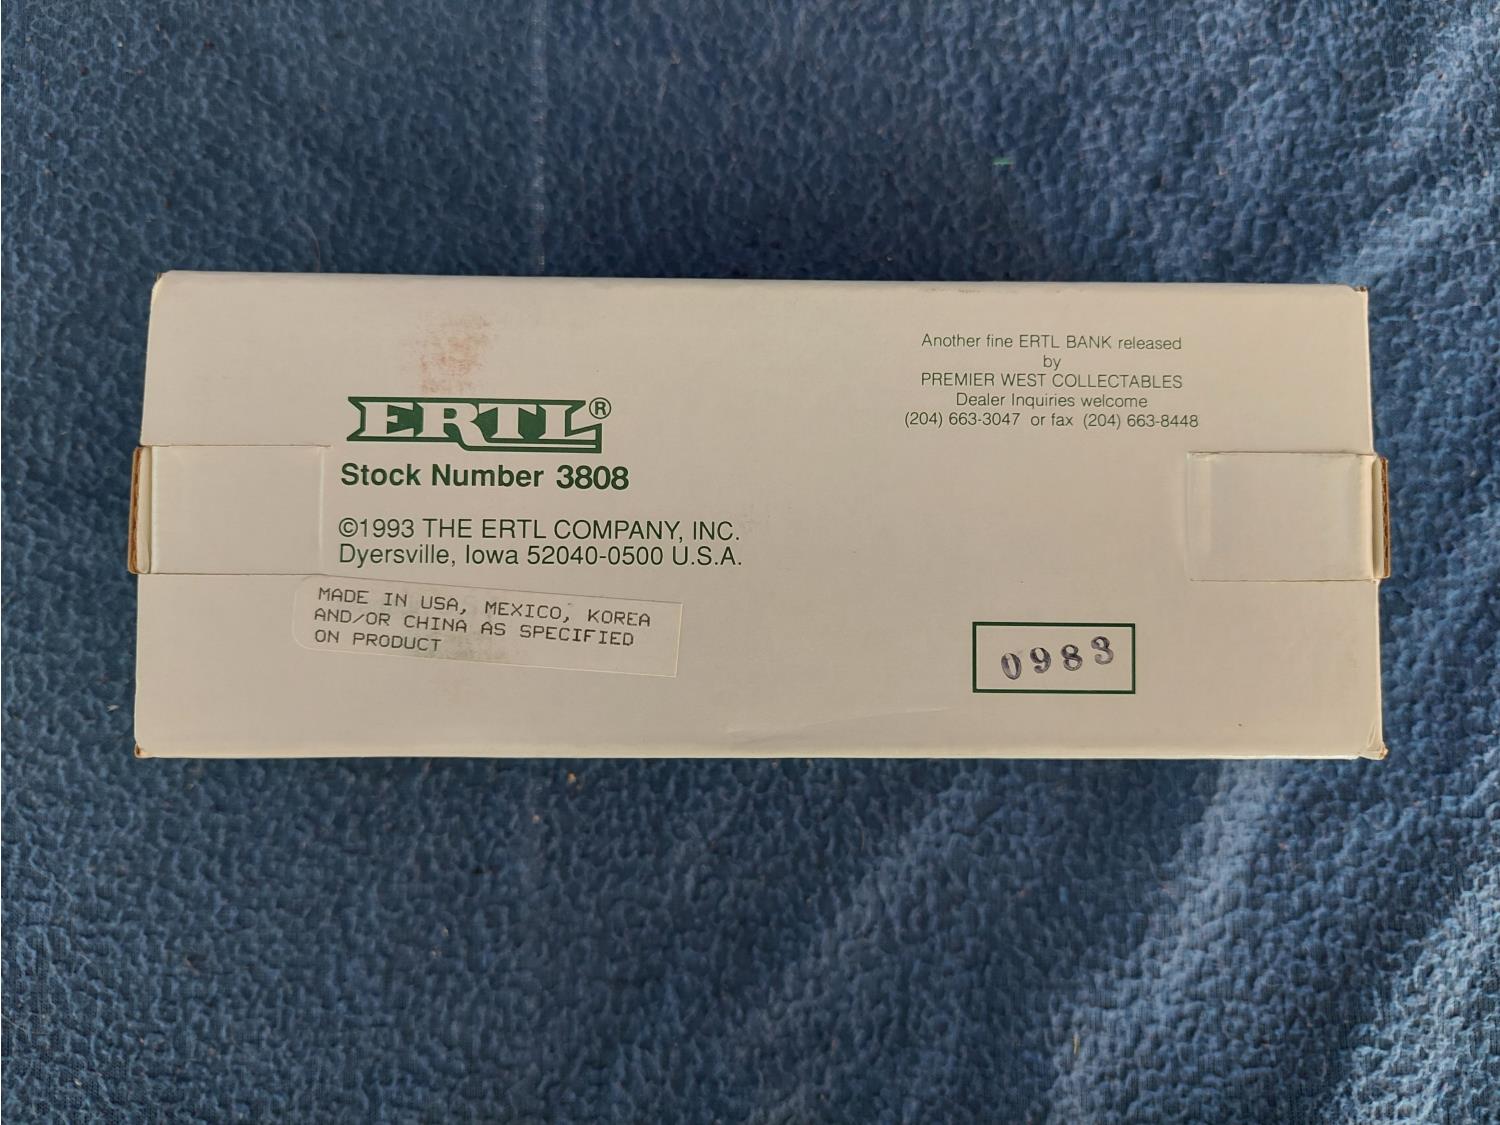 ERTL®
Stock Number 3808
©1993 THE ERTL COMPANY, INC.
Dyersville, Iowa 52040-0500 U.S.A.
MADE IN USA, MEXICO, KOREA
AND/OR CHINA AS SPECIFIED
ON PRODUCT
Another fine ERTL BANK released
by
PREMIER WEST COLLECTABLES
Dealer Inquiries welcome
(204) 663-3047 or fax (204) 663-8448
0983